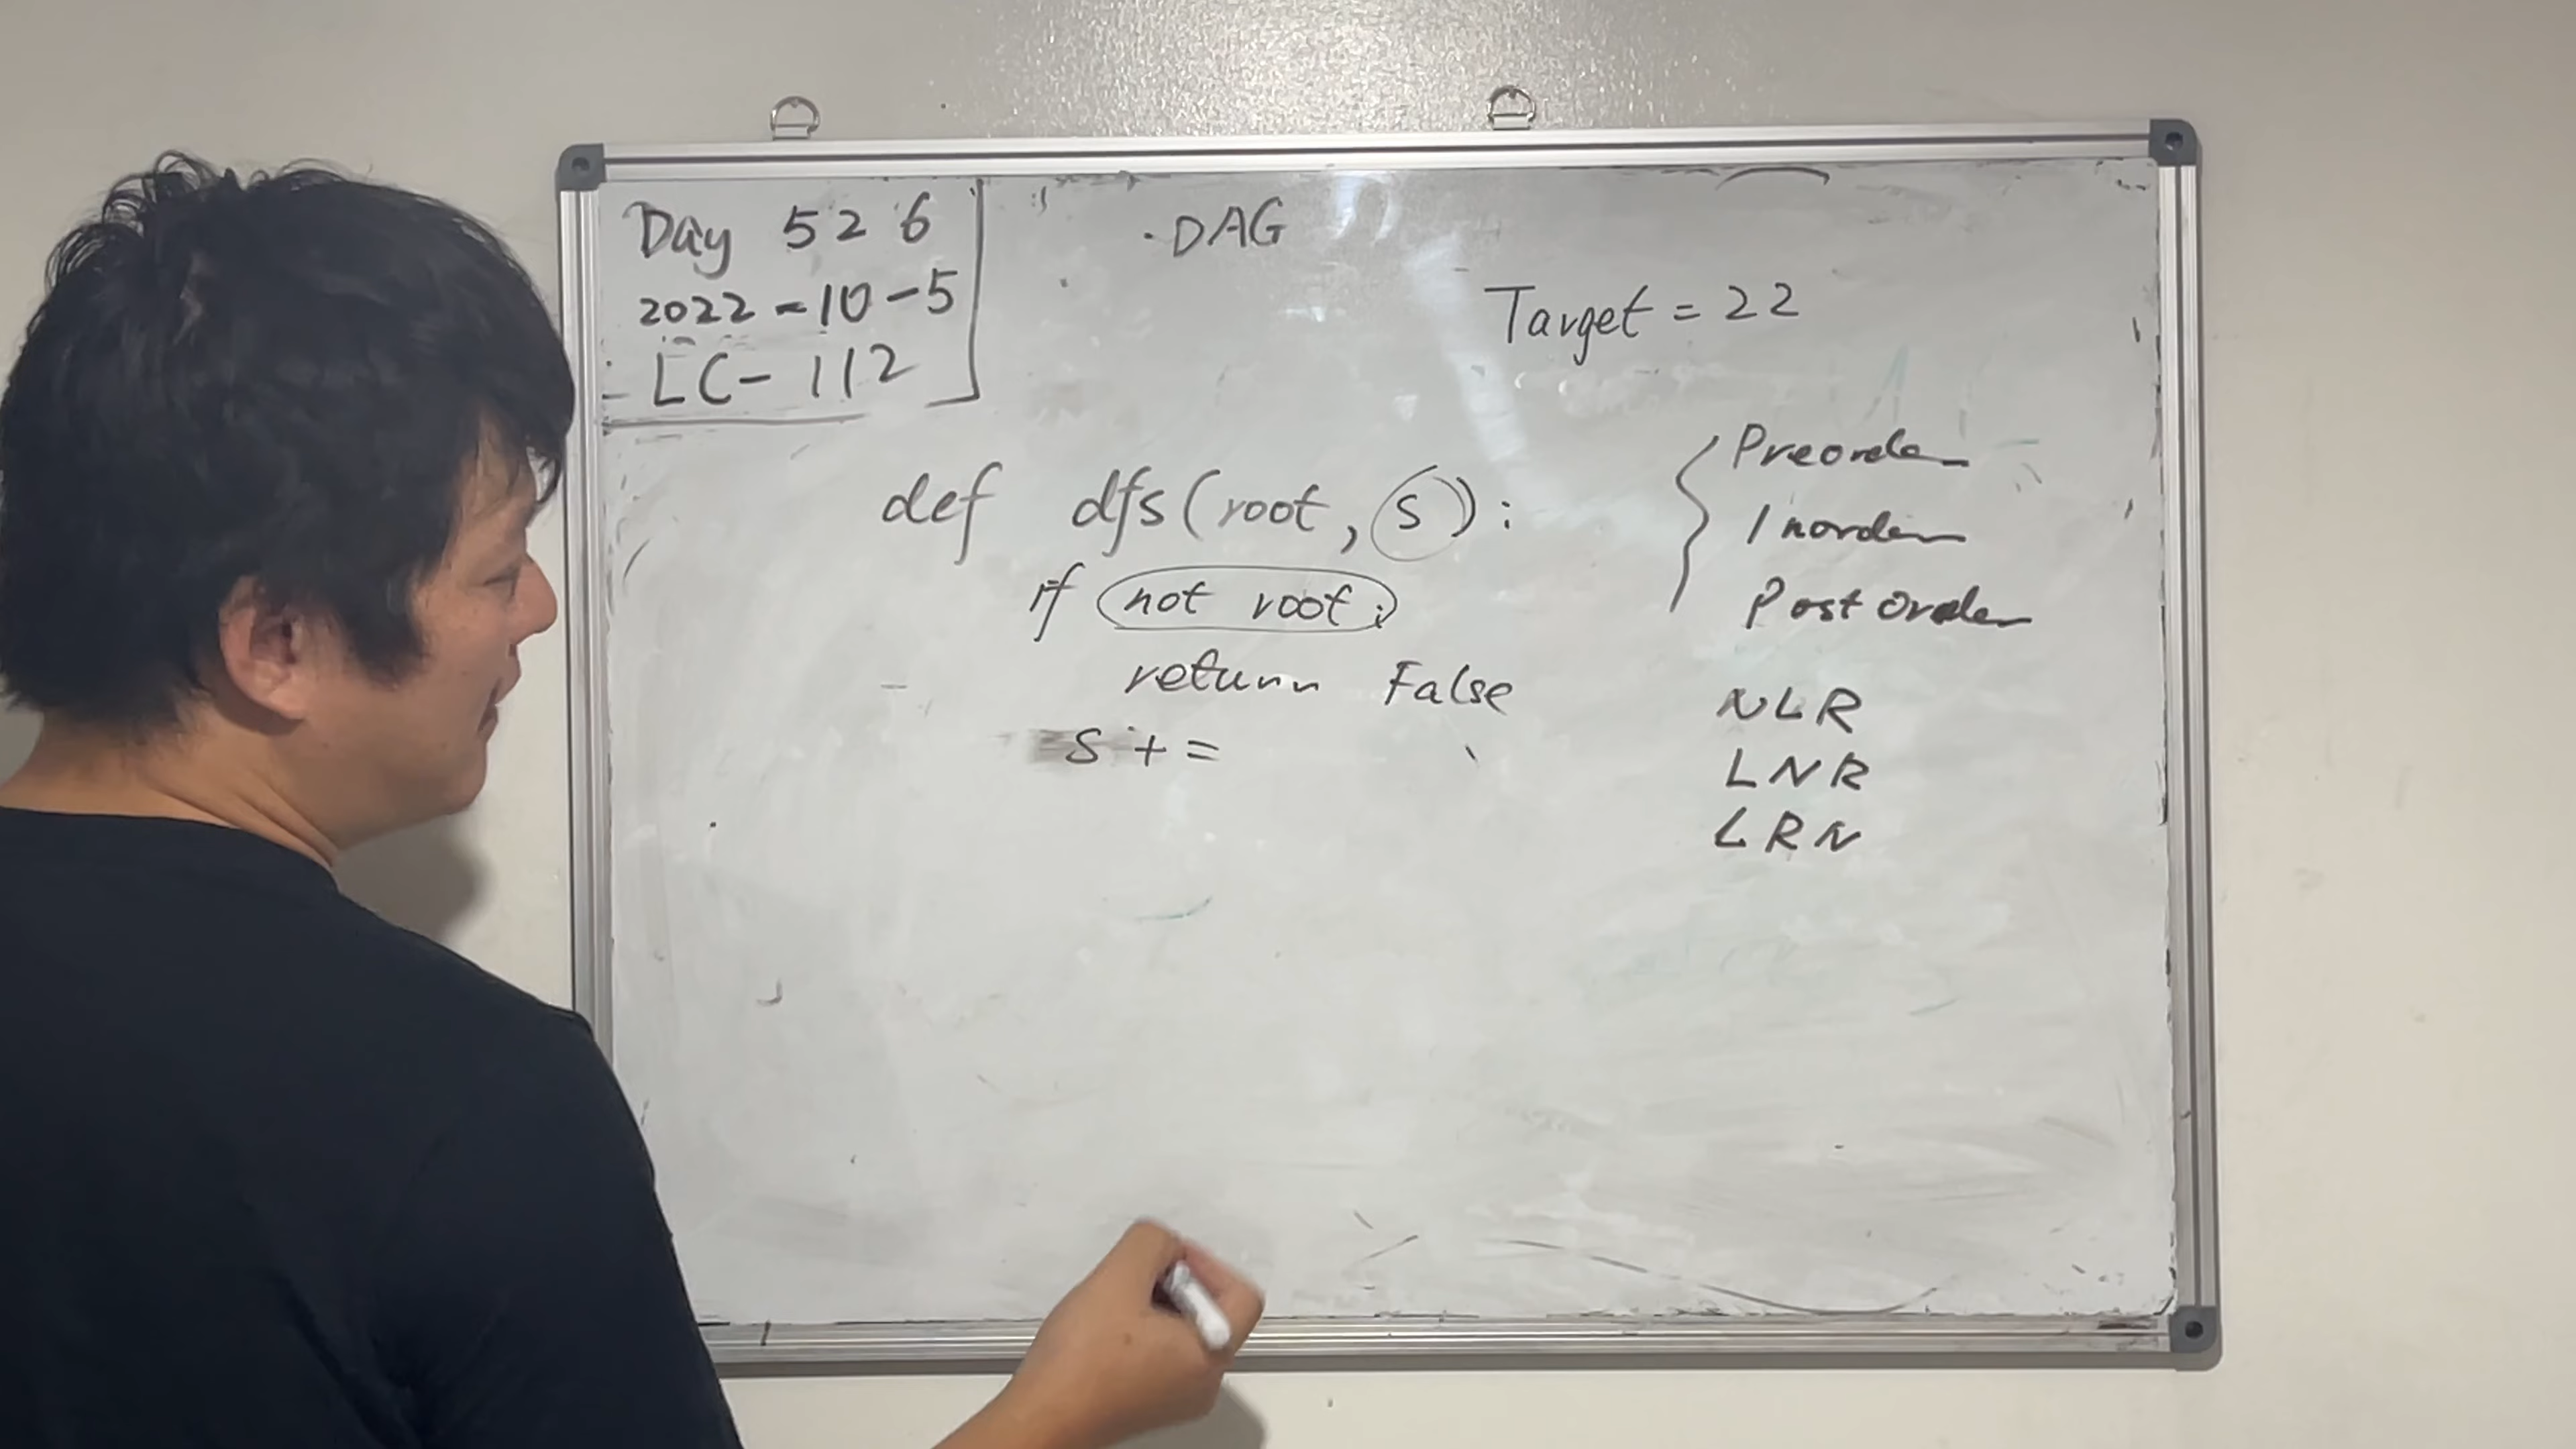 Day 526
2022-10-5
LC-112
·DAG
Target = 22
def dfs(root, s):
if not root:
return False
s +=
Preorder
Inorder
Postorder
NLR
LNR
LRN